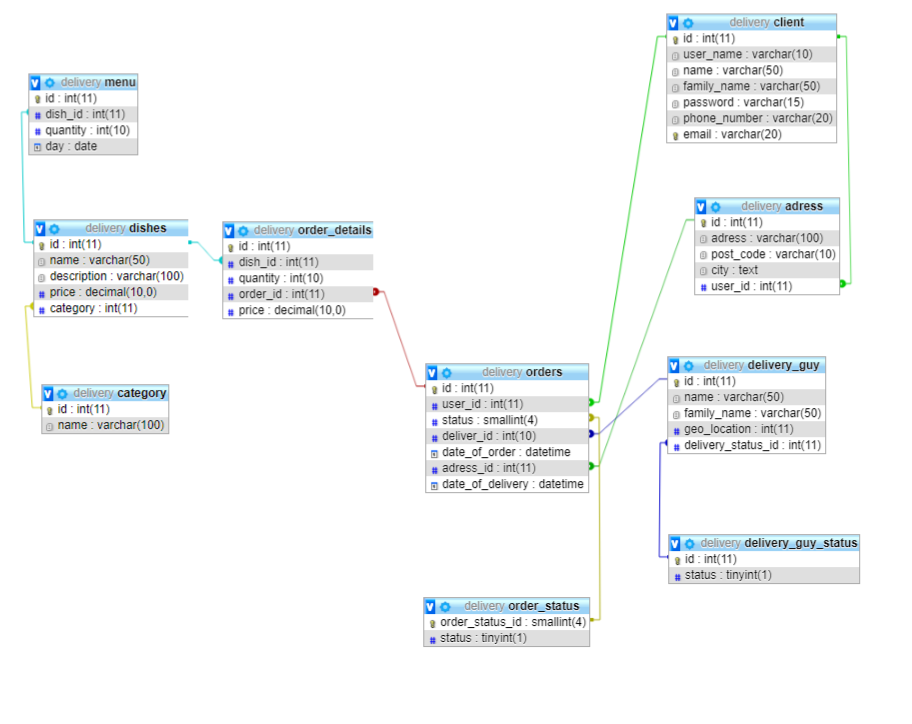 delivery client
id : int(11)
user_name : varchar(10)
name : varchar(50)
family_name : varchar(50)
password : varchar(15)
phone_number : varchar(20)
email : varchar(20)
delivery menu
id : int(11)
dish_id : int(11)
quantity : int(10)
day : date
delivery adress
id : int(11)
adress : varchar(100)
post_code : varchar(10)
city : text
user_id : int(11)
delivery dishes
id : int(11)
name : varchar(50)
description : varchar(100)
price : decimal(10,0)
category : int(11)
delivery order_details
id : int(11)
dish_id : int(11)
quantity : int(10)
order_id : int(11)
price : decimal(10,0)
delivery category
id : int(11)
name : varchar(100)
delivery orders
id : int(11)
user_id : int(11)
status : smallint(4)
deliver_id : int(10)
date_of_order : datetime
adress_id : int(11)
date_of_delivery : datetime
delivery delivery_guy
id : int(11)
name : varchar(50)
family_name : varchar(50)
geo_location : int(11)
delivery_status_id : int(11)
delivery delivery_guy_status
id : int(11)
status : tinyint(1)
delivery order_status
order_status_id : smallint(4)
status : tinyint(1)